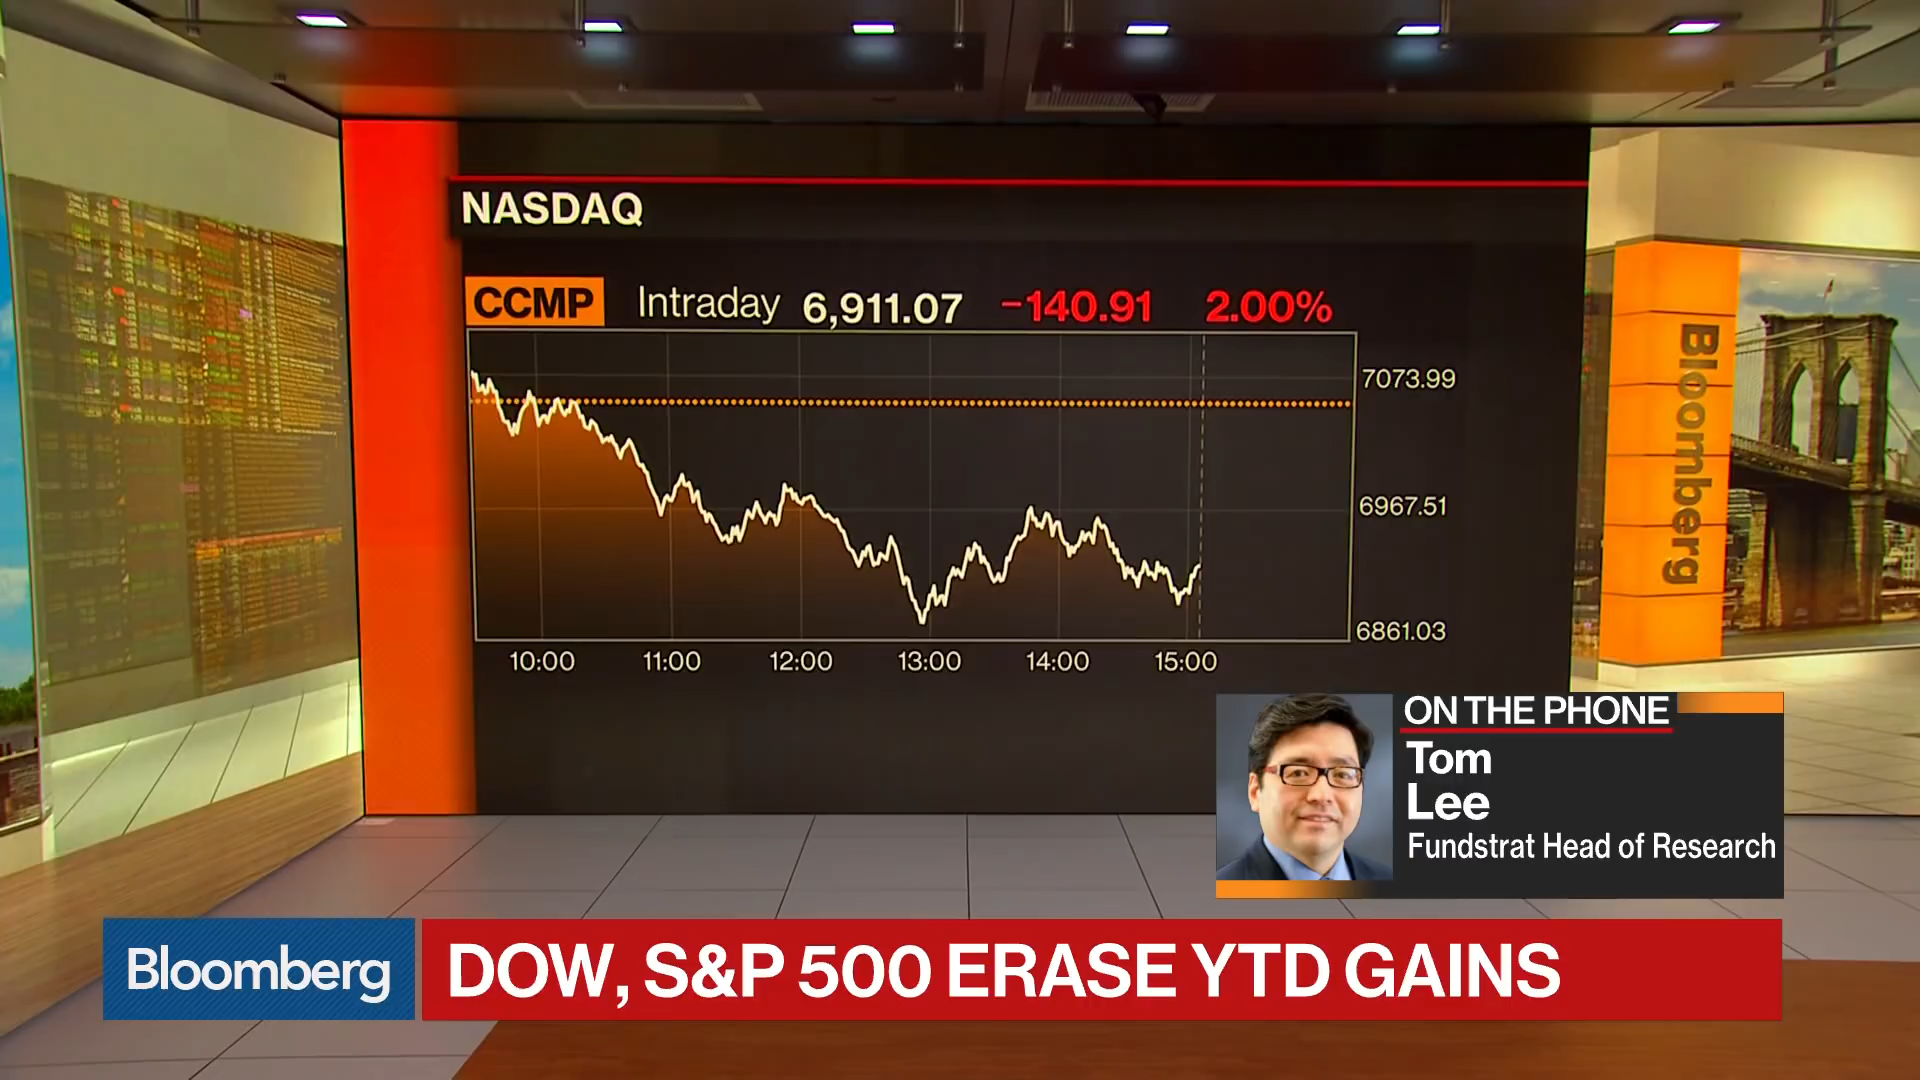 NASDAQ
CCMP Intraday 6,911.07 -140.91 2.00%
7073.99
6967.51
6861.03
10:00 11:00 12:00 13:00 14:00 15:00
Bloomberg
ON THE PHONE
Tom
Lee
Fundstrat Head of Research
Bloomberg
DOW, S&P 500 ERASE YTD GAINS